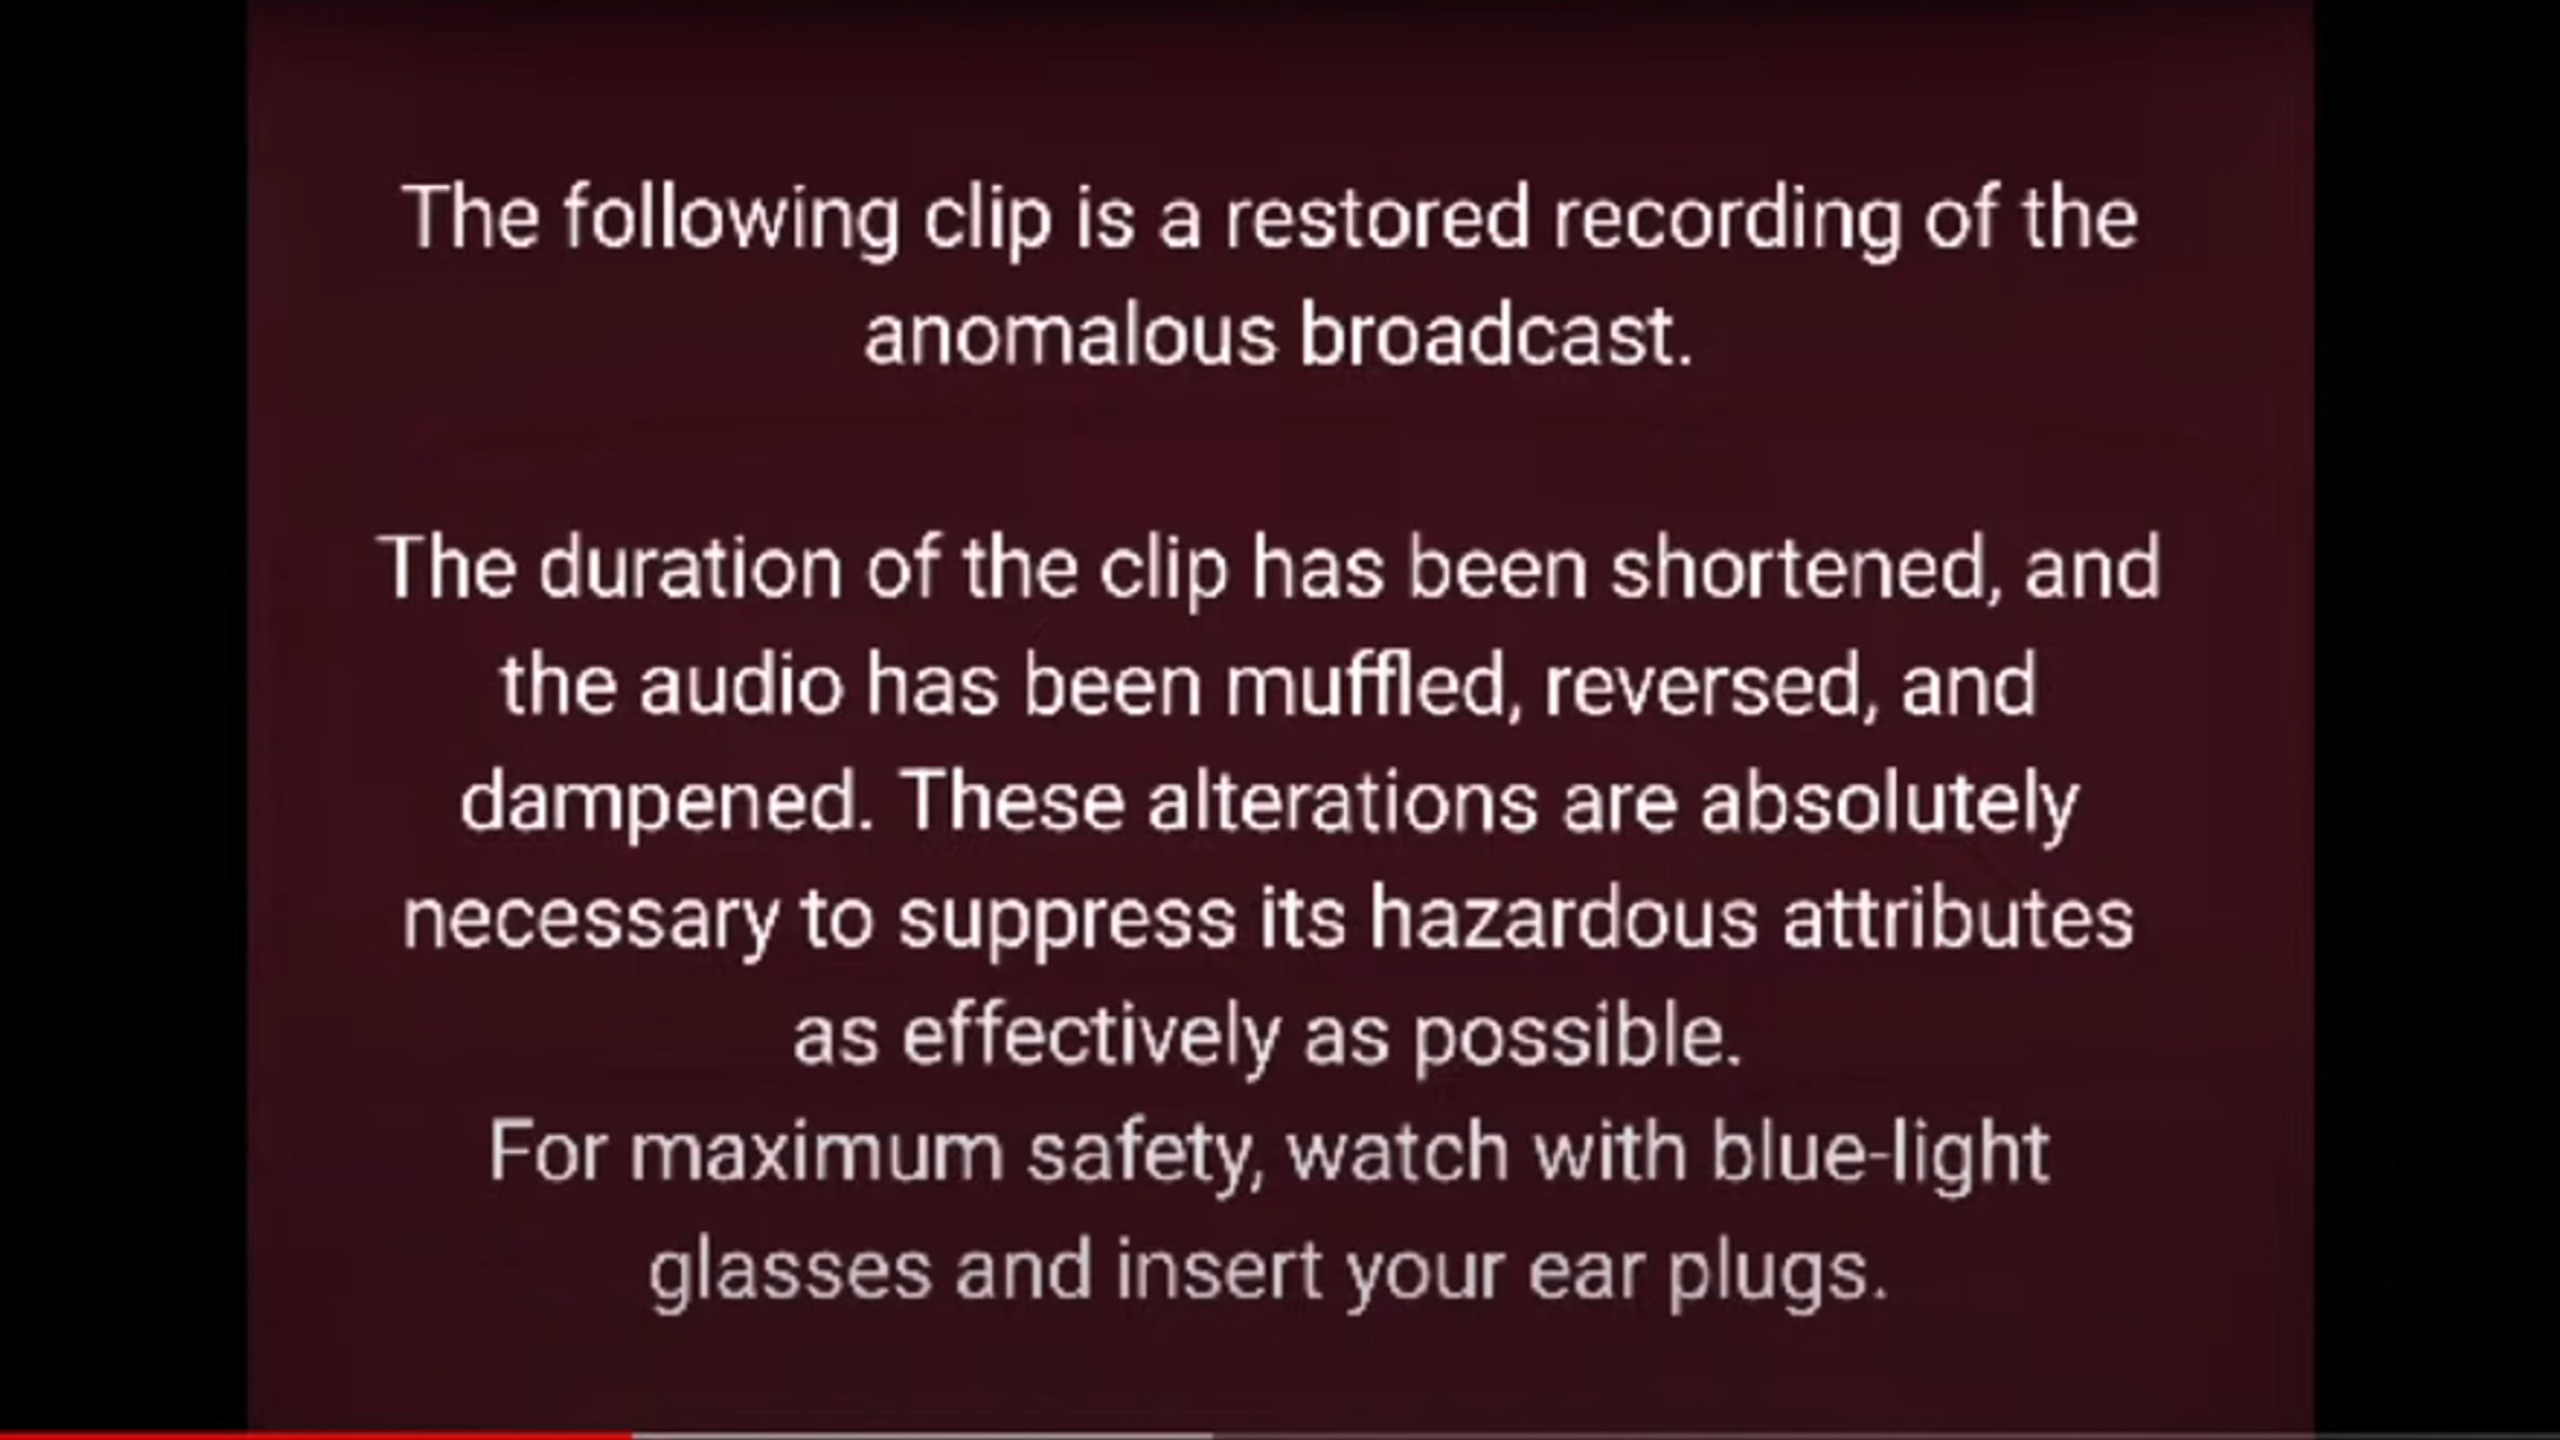 The following clip is a restored recording of the
anomalous broadcast.
The duration of the clip has been shortened, and
the audio has been muffled, reversed, and
dampened. These alterations are absolutely
necessary to suppress its hazardous attributes
as effectively as possible.
For maximum safety, watch with blue-light
glasses and insert your ear plugs.